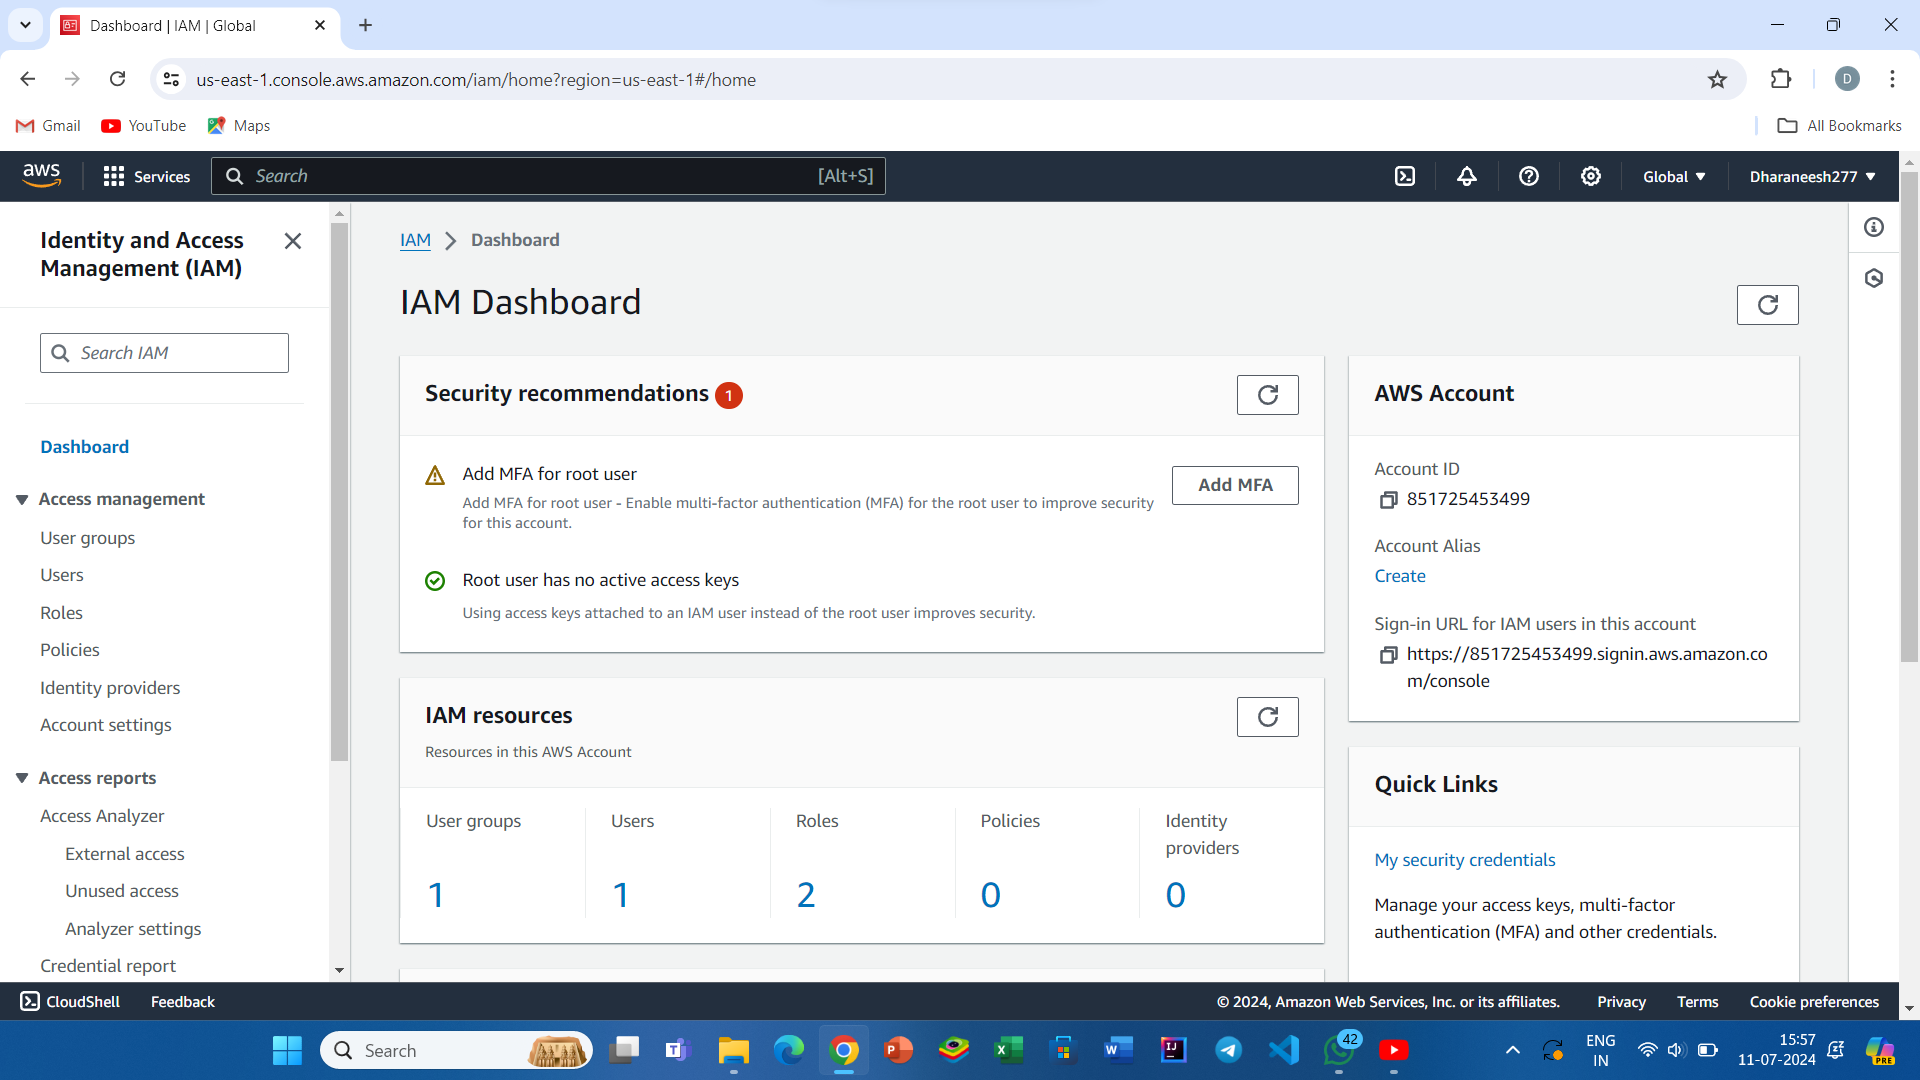 Dashboard | IAM | Global
us-east-1.console.aws.amazon.com/iam/home?region=us-east-1#/home
D
Gmail
YouTube
Maps
All Bookmarks
aws
Services
Search
[Alt+S]
Global
Dharaneesh277
Identity and Access
Management (IAM)
Search IAM
Dashboard
Access management
User groups
Users
Roles
Policies
Identity providers
Account settings
Access reports
Access Analyzer
External access
Unused access
Analyzer settings
Credential report
IAM
Dashboard
IAM Dashboard
Security recommendations 1
Add MFA for root user
Add MFA for root user - Enable multi-factor authentication (MFA) for the root user to improve security
for this account.
Add MFA
Root user has no active access keys
Using access keys attached to an IAM user instead of the root user improves security.
IAM resources
Resources in this AWS Account
User groups
1
Users
1
Roles
2
Policies
0
Identity
providers
0
AWS Account
Account ID
851725453499
Account Alias
Create
Sign-in URL for IAM users in this account
https://851725453499.signin.aws.amazon.co
m/console
Quick Links
My security credentials
Manage your access keys, multi-factor
authentication (MFA) and other credentials.
CloudShell
Feedback
© 2024, Amazon Web Services, Inc. or its affiliates.
Privacy
Terms
Cookie preferences
Search
42
ENG
IN
15:57
11-07-2024
PRE